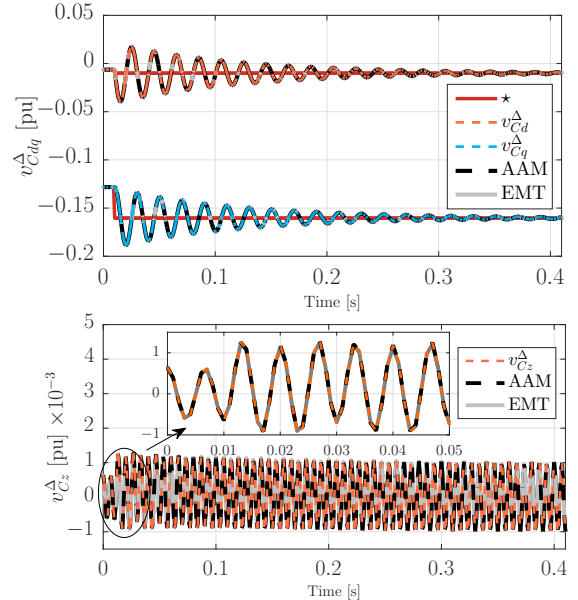 0.05
0
−0.05
−0.1
−0.15
−0.2
v^Δ_{Cdq} [pu]
⋆
v^Δ_{Cd}
v^Δ_{Cq}
AAM
EMT
0 0.1 0.2 0.3 0.4
Time [s]
5
4
3
2
1
0
−1
v^Δ_{Cz} [pu] ×10^{−3}
1
0
−1
0 0.01 0.02 0.03 0.04 0.05
v^Δ_{Cz}
AAM
EMT
0 0.1 0.2 0.3 0.4
Time [s]